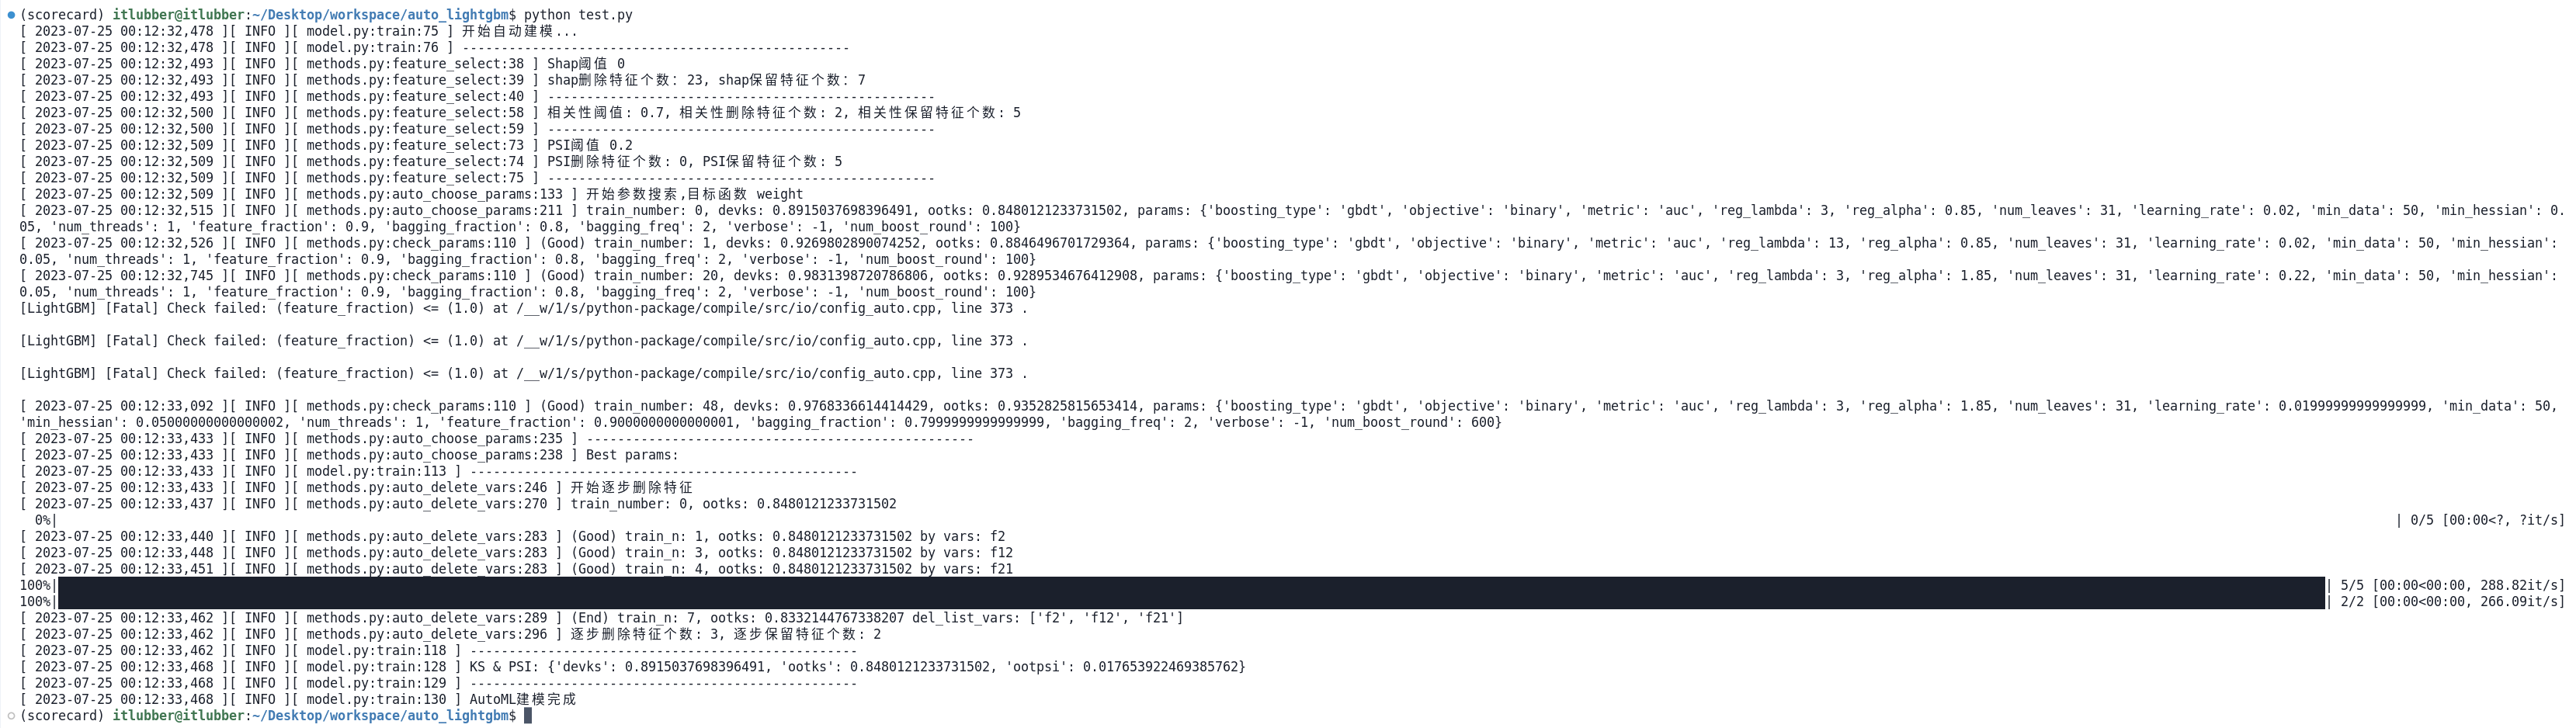 (scorecard) itlubber@itlubber:~/Desktop/workspace/auto_lightgbm$ python test.py
[ 2023-07-25 00:12:32,478 ][ INFO ][ model.py:train:75 ] 开始自动建模...
[ 2023-07-25 00:12:32,478 ][ INFO ][ model.py:train:76 ] --------------------------------------------------
[ 2023-07-25 00:12:32,493 ][ INFO ][ methods.py:feature_select:38 ] Shap阈值 0
[ 2023-07-25 00:12:32,493 ][ INFO ][ methods.py:feature_select:39 ] shap删除特征个数: 23, shap保留特征个数: 7
[ 2023-07-25 00:12:32,493 ][ INFO ][ methods.py:feature_select:40 ] --------------------------------------------------
[ 2023-07-25 00:12:32,500 ][ INFO ][ methods.py:feature_select:58 ] 相关性阈值: 0.7, 相关性删除特征个数: 2, 相关性保留特征个数: 5
[ 2023-07-25 00:12:32,500 ][ INFO ][ methods.py:feature_select:59 ] --------------------------------------------------
[ 2023-07-25 00:12:32,509 ][ INFO ][ methods.py:feature_select:73 ] PSI阈值 0.2
[ 2023-07-25 00:12:32,509 ][ INFO ][ methods.py:feature_select:74 ] PSI删除特征个数: 0, PSI保留特征个数: 5
[ 2023-07-25 00:12:32,509 ][ INFO ][ methods.py:feature_select:75 ] --------------------------------------------------
[ 2023-07-25 00:12:32,509 ][ INFO ][ methods.py:auto_choose_params:133 ] 开始参数搜索,目标函数 weight
[ 2023-07-25 00:12:32,515 ][ INFO ][ methods.py:auto_choose_params:211 ] train_number: 0, devks: 0.8915037698396491, ootks: 0.8480121233731502, params: {'boosting_type': 'gbdt', 'objective': 'binary', 'metric': 'auc', 'reg_lambda': 3, 'reg_alpha': 0.85, 'num_leaves': 31, 'learning_rate': 0.02, 'min_data': 50, 'min_hessian': 0.
05, 'num_threads': 1, 'feature_fraction': 0.9, 'bagging_fraction': 0.8, 'bagging_freq': 2, 'verbose': -1, 'num_boost_round': 100}
[ 2023-07-25 00:12:32,526 ][ INFO ][ methods.py:check_params:110 ] (Good) train_number: 1, devks: 0.9269802890074252, ootks: 0.8846496701729364, params: {'boosting_type': 'gbdt', 'objective': 'binary', 'metric': 'auc', 'reg_lambda': 13, 'reg_alpha': 0.85, 'num_leaves': 31, 'learning_rate': 0.02, 'min_data': 50, 'min_hessian':
0.05, 'num_threads': 1, 'feature_fraction': 0.9, 'bagging_fraction': 0.8, 'bagging_freq': 2, 'verbose': -1, 'num_boost_round': 100}
[ 2023-07-25 00:12:32,745 ][ INFO ][ methods.py:check_params:110 ] (Good) train_number: 20, devks: 0.9831398720786806, ootks: 0.9289534676412908, params: {'boosting_type': 'gbdt', 'objective': 'binary', 'metric': 'auc', 'reg_lambda': 3, 'reg_alpha': 1.85, 'num_leaves': 31, 'learning_rate': 0.22, 'min_data': 50, 'min_hessian':
0.05, 'num_threads': 1, 'feature_fraction': 0.9, 'bagging_fraction': 0.8, 'bagging_freq': 2, 'verbose': -1, 'num_boost_round': 100}
[LightGBM] [Fatal] Check failed: (feature_fraction) <= (1.0) at /__w/1/s/python-package/compile/src/io/config_auto.cpp, line 373 .
[LightGBM] [Fatal] Check failed: (feature_fraction) <= (1.0) at /__w/1/s/python-package/compile/src/io/config_auto.cpp, line 373 .
[LightGBM] [Fatal] Check failed: (feature_fraction) <= (1.0) at /__w/1/s/python-package/compile/src/io/config_auto.cpp, line 373 .
[ 2023-07-25 00:12:33,092 ][ INFO ][ methods.py:check_params:110 ] (Good) train_number: 48, devks: 0.9768336614414429, ootks: 0.9352825815653414, params: {'boosting_type': 'gbdt', 'objective': 'binary', 'metric': 'auc', 'reg_lambda': 3, 'reg_alpha': 1.85, 'num_leaves': 31, 'learning_rate': 0.01999999999999999, 'min_data': 50,
'min_hessian': 0.05000000000000002, 'num_threads': 1, 'feature_fraction': 0.9000000000000001, 'bagging_fraction': 0.7999999999999999, 'bagging_freq': 2, 'verbose': -1, 'num_boost_round': 600}
[ 2023-07-25 00:12:33,433 ][ INFO ][ methods.py:auto_choose_params:235 ] --------------------------------------------------
[ 2023-07-25 00:12:33,433 ][ INFO ][ methods.py:auto_choose_params:238 ] Best params:
[ 2023-07-25 00:12:33,433 ][ INFO ][ model.py:train:113 ] --------------------------------------------------
[ 2023-07-25 00:12:33,433 ][ INFO ][ methods.py:auto_delete_vars:246 ] 开始逐步删除特征
[ 2023-07-25 00:12:33,437 ][ INFO ][ methods.py:auto_delete_vars:270 ] train_number: 0, ootks: 0.8480121233731502
0%| | 0/5 [00:00<?, ?it/s]
[ 2023-07-25 00:12:33,440 ][ INFO ][ methods.py:auto_delete_vars:283 ] (Good) train_n: 1, ootks: 0.8480121233731502 by vars: f2
[ 2023-07-25 00:12:33,448 ][ INFO ][ methods.py:auto_delete_vars:283 ] (Good) train_n: 3, ootks: 0.8480121233731502 by vars: f12
[ 2023-07-25 00:12:33,451 ][ INFO ][ methods.py:auto_delete_vars:283 ] (Good) train_n: 4, ootks: 0.8480121233731502 by vars: f21
100%| | 5/5 [00:00<00:00, 288.82it/s]
100%| | 2/2 [00:00<00:00, 266.09it/s]
[ 2023-07-25 00:12:33,462 ][ INFO ][ methods.py:auto_delete_vars:289 ] (End) train_n: 7, ootks: 0.8332144767338207 del_list_vars: ['f2', 'f12', 'f21']
[ 2023-07-25 00:12:33,462 ][ INFO ][ methods.py:auto_delete_vars:296 ] 逐步删除特征个数: 3, 逐步保留特征个数: 2
[ 2023-07-25 00:12:33,462 ][ INFO ][ model.py:train:118 ] --------------------------------------------------
[ 2023-07-25 00:12:33,468 ][ INFO ][ model.py:train:128 ] KS & PSI: {'devks': 0.8915037698396491, 'ootks': 0.8480121233731502, 'ootpsi': 0.017653922469385762}
[ 2023-07-25 00:12:33,468 ][ INFO ][ model.py:train:129 ] --------------------------------------------------
[ 2023-07-25 00:12:33,468 ][ INFO ][ model.py:train:130 ] AutoML建模完成
(scorecard) itlubber@itlubber:~/Desktop/workspace/auto_lightgbm$